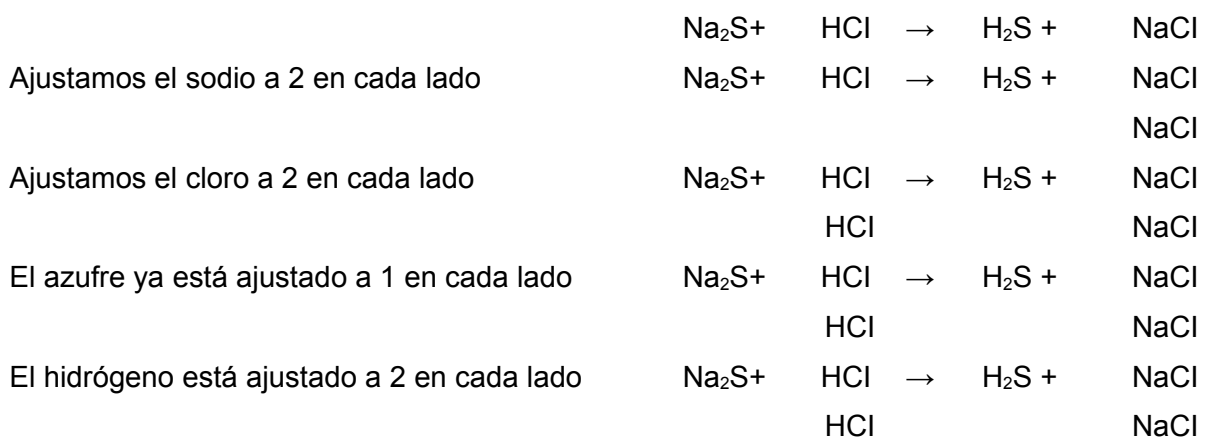 Na₂S+ HCl → H₂S + NaCl
Ajustamos el sodio a 2 en cada lado Na₂S+ HCl → H₂S + NaCl
NaCl
Ajustamos el cloro a 2 en cada lado Na₂S+ HCl → H₂S + NaCl
HCl NaCl
El azufre ya está ajustado a 1 en cada lado Na₂S+ HCl → H₂S + NaCl
HCl NaCl
El hidrógeno está ajustado a 2 en cada lado Na₂S+ HCl → H₂S + NaCl
HCl NaCl